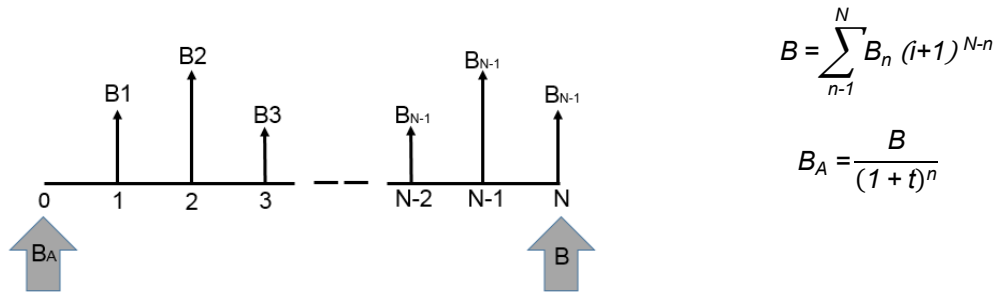 B1
B2
B3
BN-1
BN-1
BN-1
0 1 2 3 N-2 N-1 N
BA
B
N
B = ∑ Bn (i+1) N-n
n-1
BA = B
(1 + t)n